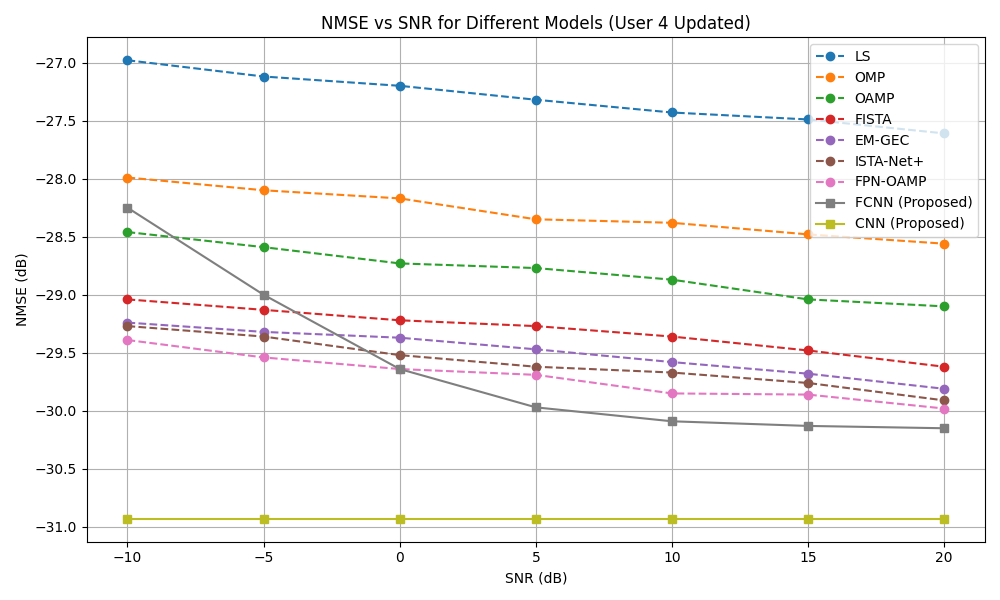 NMSE vs SNR for Different Models (User 4 Updated)
NMSE (dB)
−27.0
−27.5
−28.0
−28.5
−29.0
−29.5
−30.0
−30.5
−31.0
LS
OMP
OAMP
FISTA
EM-GEC
ISTA-Net+
FPN-OAMP
FCNN (Proposed)
CNN (Proposed)
−10
−5
0
5
10
15
20
SNR (dB)